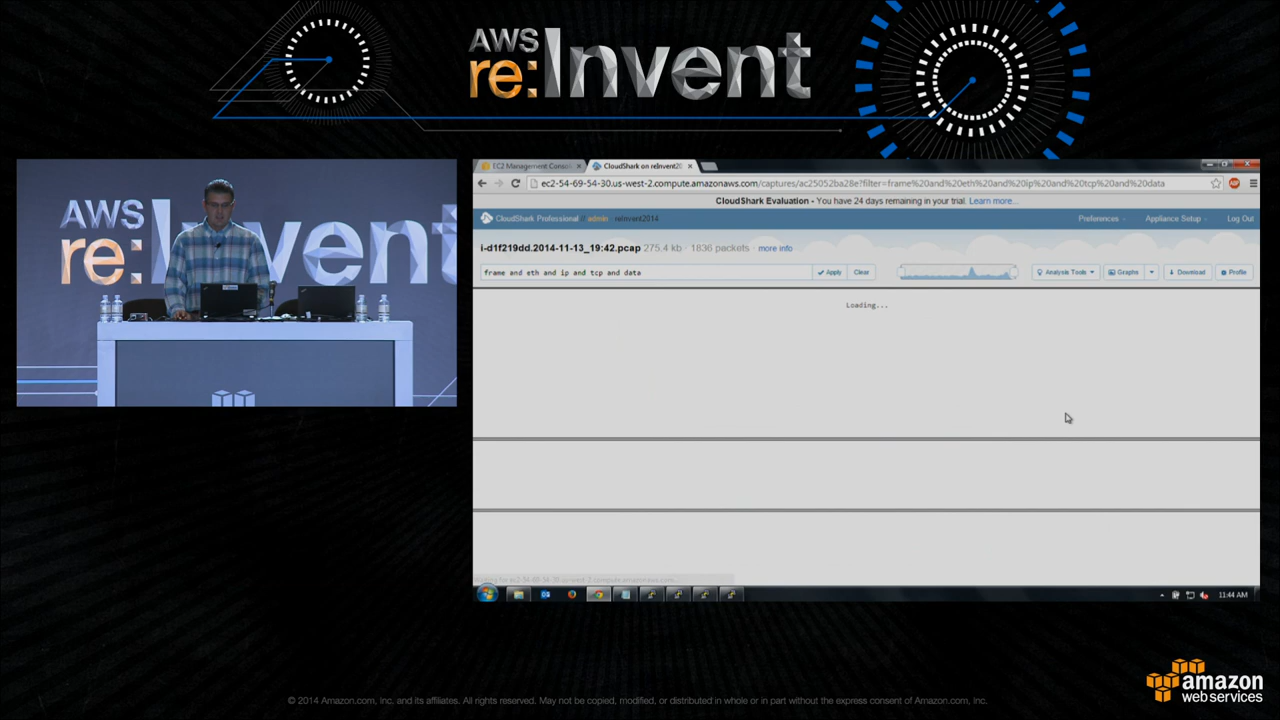 AWS
re:Invent
AWS
re:Invent
EC2 Management Conso
CloudShark on reInvent20
ec2-54-69-54-30.us-west-2.compute.amazonaws.com/captures/ac25052ba28e?filter=frame%20and%20eth%20and%20ip%20and%20tcp%20and%20data
CloudShark Evaluation - You have 24 days remaining in your trial. Learn more...
CloudShark Professional // admin · reInvent2014
Preferences
Appliance Setup
Log Out
i-d1f219dd.2014-11-13_19:42.pcap 275.4 kb · 1836 packets · more info
frame and eth and ip and tcp and data
Apply
Clear
Analysis Tools
Graphs
Download
Profile
Loading...
11:44 AM
amazon
web services
© 2014 Amazon.com, inc. and its affiliates. All rights reserved. May not be copied, modified, or distributed in whole or in part without the express consent of Amazon.com, inc.